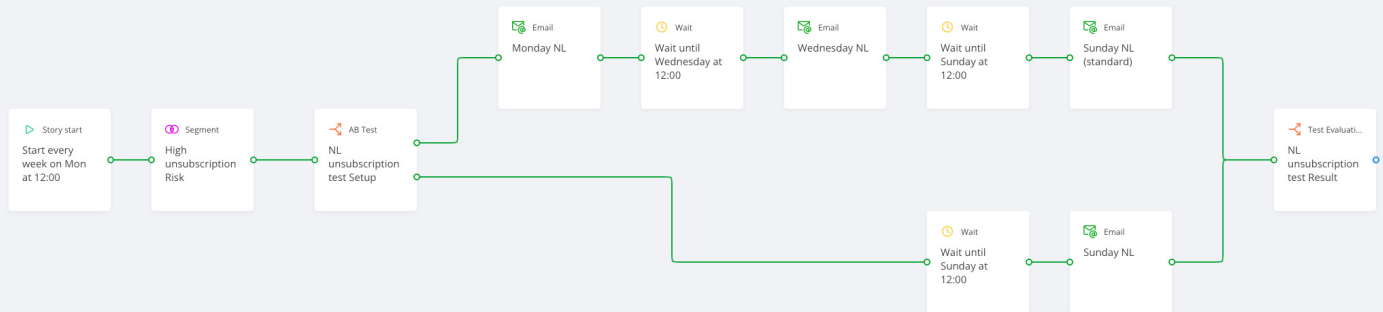 Email
Monday NL
Wait
Wait until
Wednesday at
12:00
Email
Wednesday NL
Wait
Wait until
Sunday at
12:00
Email
Sunday NL
(standard)
Story start
Start every
week on Mon
at 12:00
Segment
High
unsubscription
Risk
AB Test
NL
unsubscription
test Setup
Test Evaluati...
NL
unsubscription
test Result
Wait
Wait until
Sunday at
12:00
Email
Sunday NL